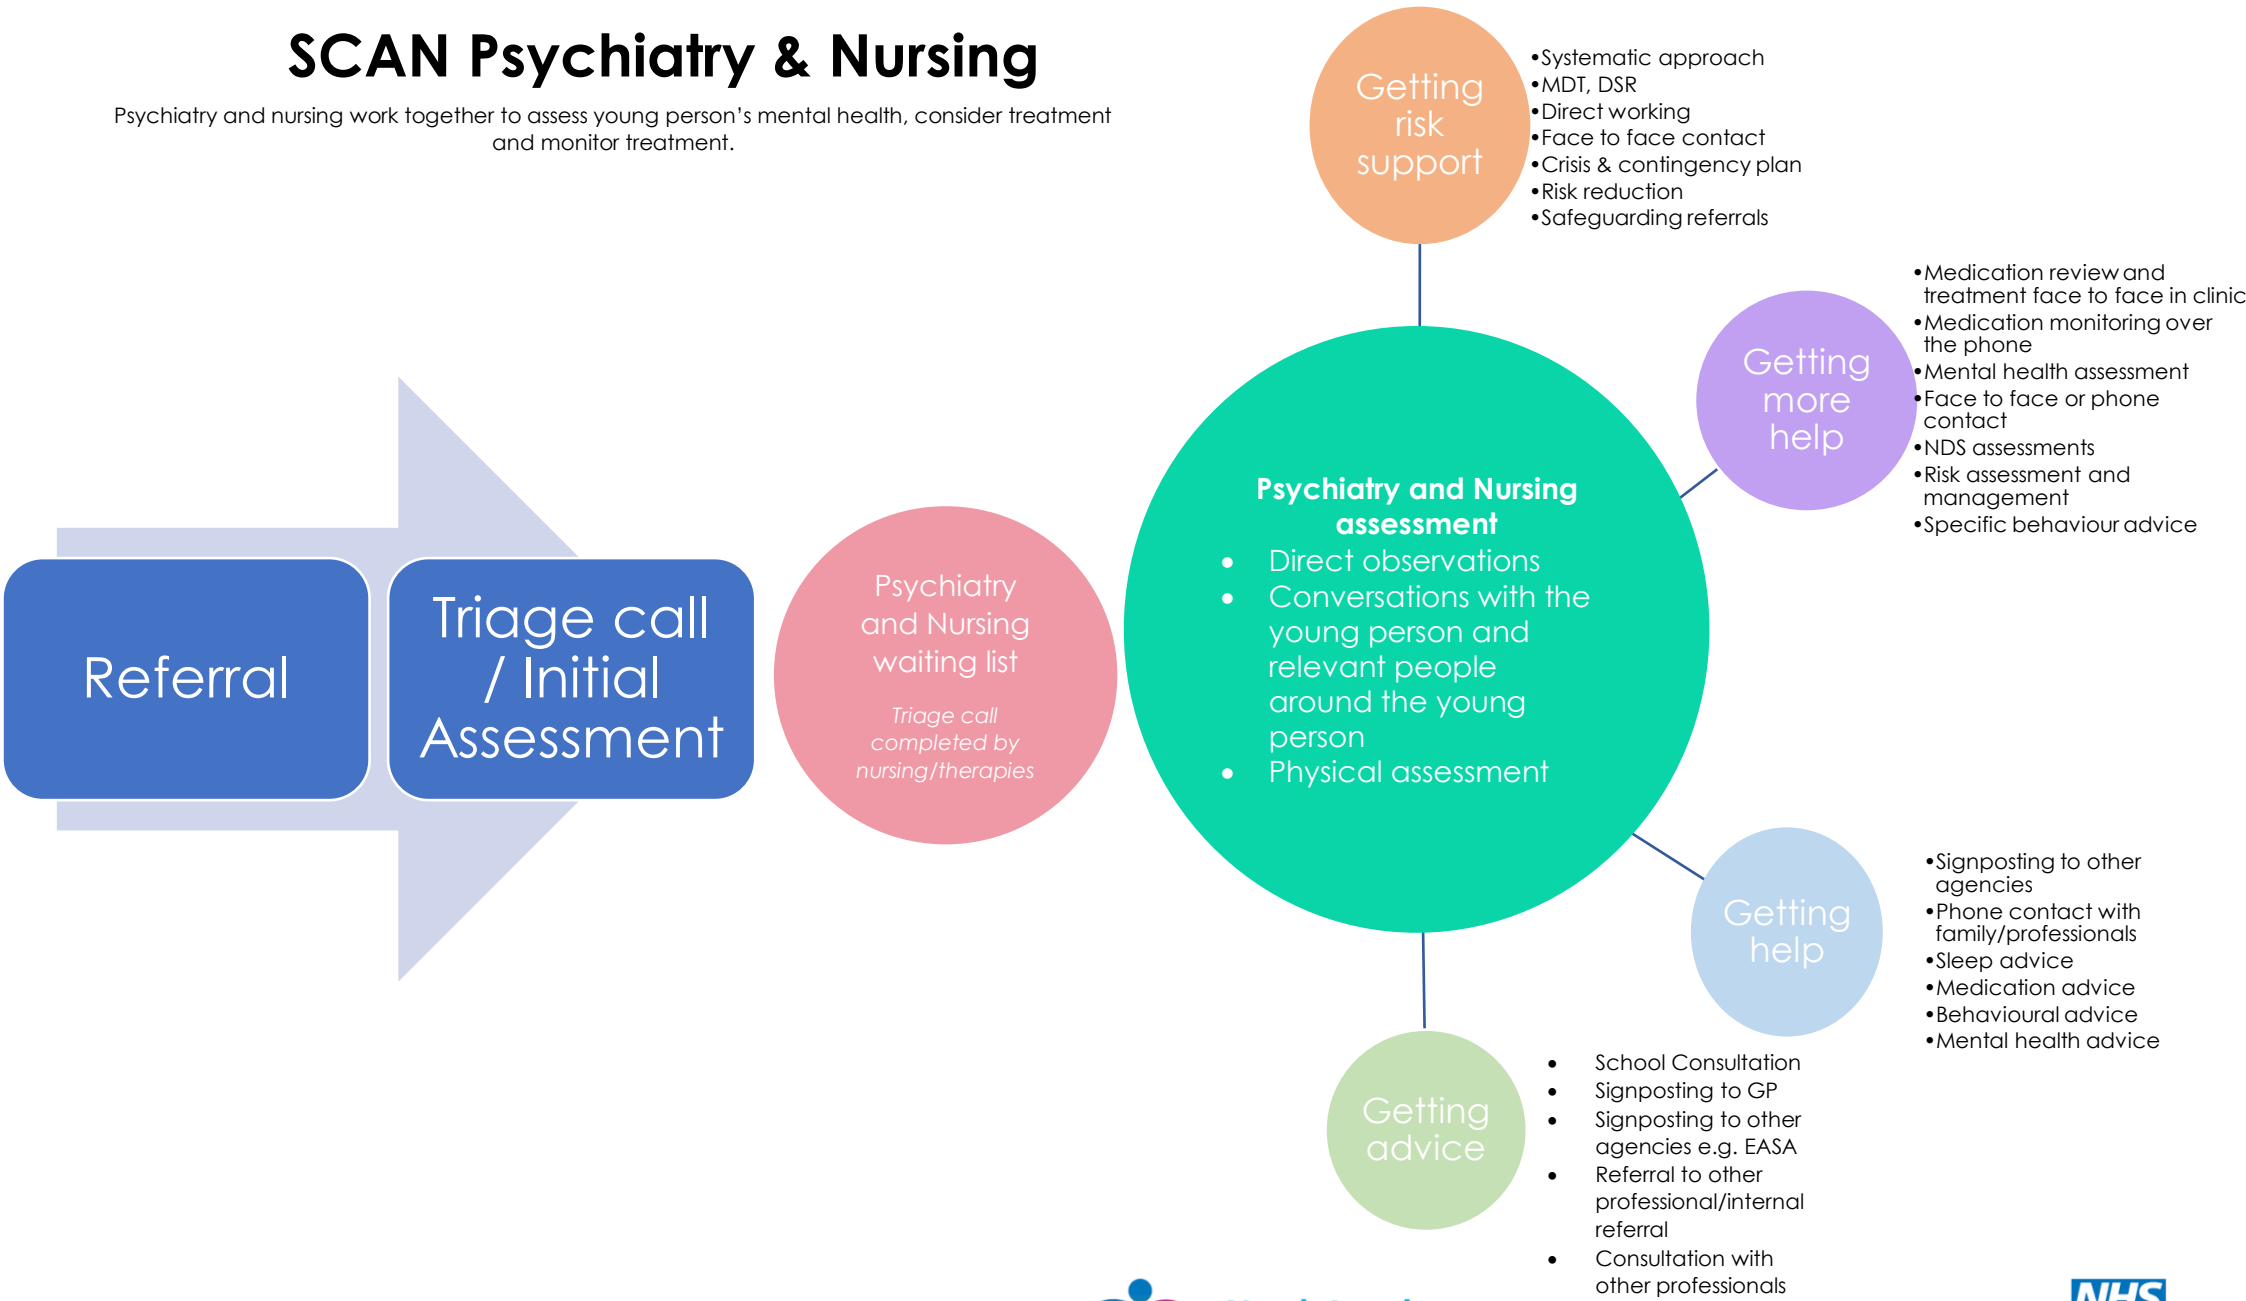 SCAN Psychiatry & Nursing
Psychiatry and nursing work together to assess young person’s mental health, consider treatment
and monitor treatment.
Referral
Triage call
/ Initial
Assessment
Psychiatry
and Nursing
waiting list
Triage call
completed by
nursing/therapies
Psychiatry and Nursing
assessment
• Direct observations
• Conversations with the
young person and
relevant people
around the young
person
• Physical assessment
Getting
risk
support
•Systematic approach
•MDT, DSR
•Direct working
•Face to face contact
•Crisis & contingency plan
•Risk reduction
•Safeguarding referrals
Getting
more
help
•Medication review and
treatment face to face in clinic
•Medication monitoring over
the phone
•Mental health assessment
•Face to face or phone
contact
•NDS assessments
•Risk assessment and
management
•Specific behaviour advice
Getting
help
•Signposting to other
agencies
•Phone contact with
family/professionals
•Sleep advice
•Medication advice
•Behavioural advice
•Mental health advice
Getting
advice
• School Consultation
• Signposting to GP
• Signposting to other
agencies e.g. EASA
• Referral to other
professional/internal
referral
• Consultation with
other professionals
NHS